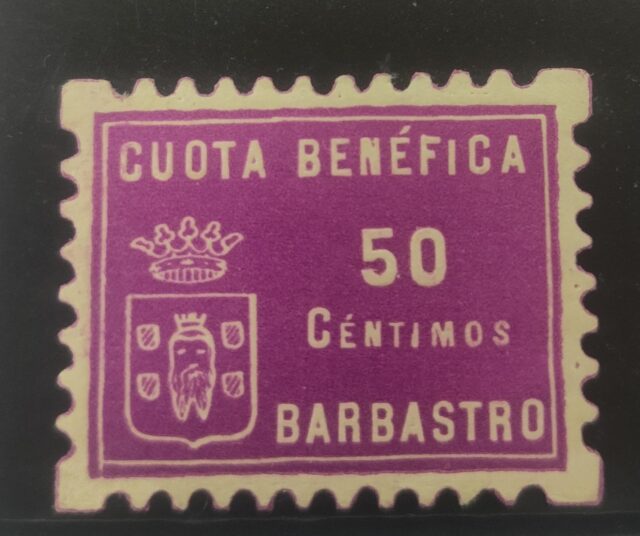 CUOTA BENÉFICA
50
CÉNTIMOS
BARBASTRO